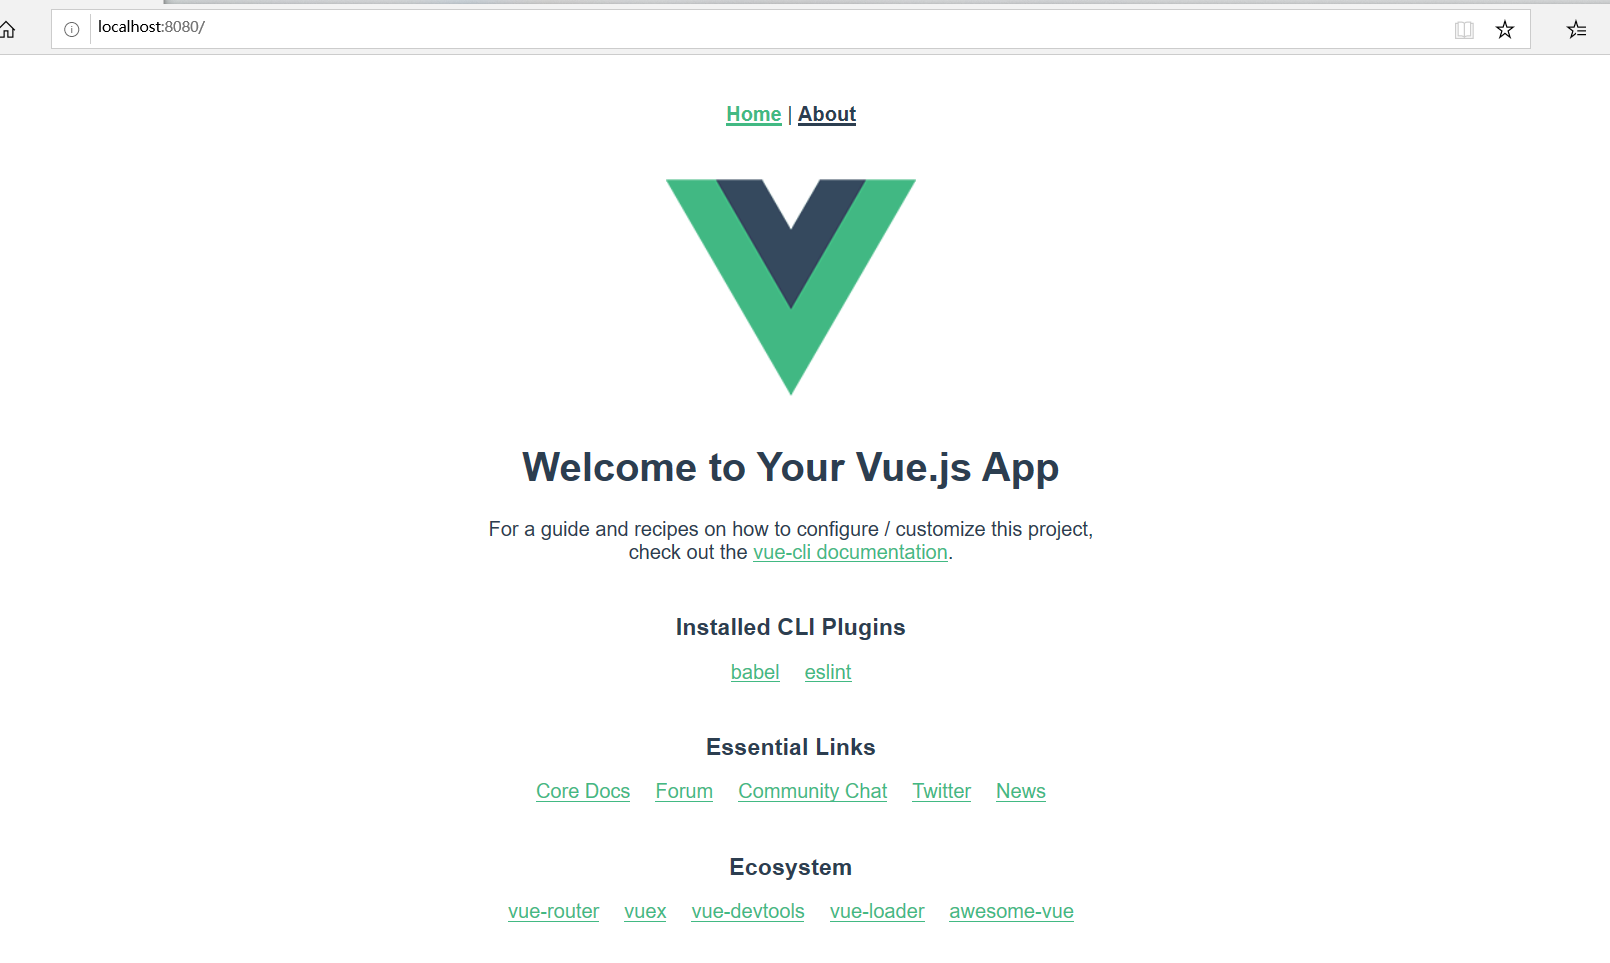 localhost:8080/
Home | About
Welcome to Your Vue.js App
For a guide and recipes on how to configure / customize this project,
check out the vue-cli documentation.
Installed CLI Plugins
babel eslint
Essential Links
Core Docs Forum Community Chat Twitter News
Ecosystem
vue-router vuex vue-devtools vue-loader awesome-vue